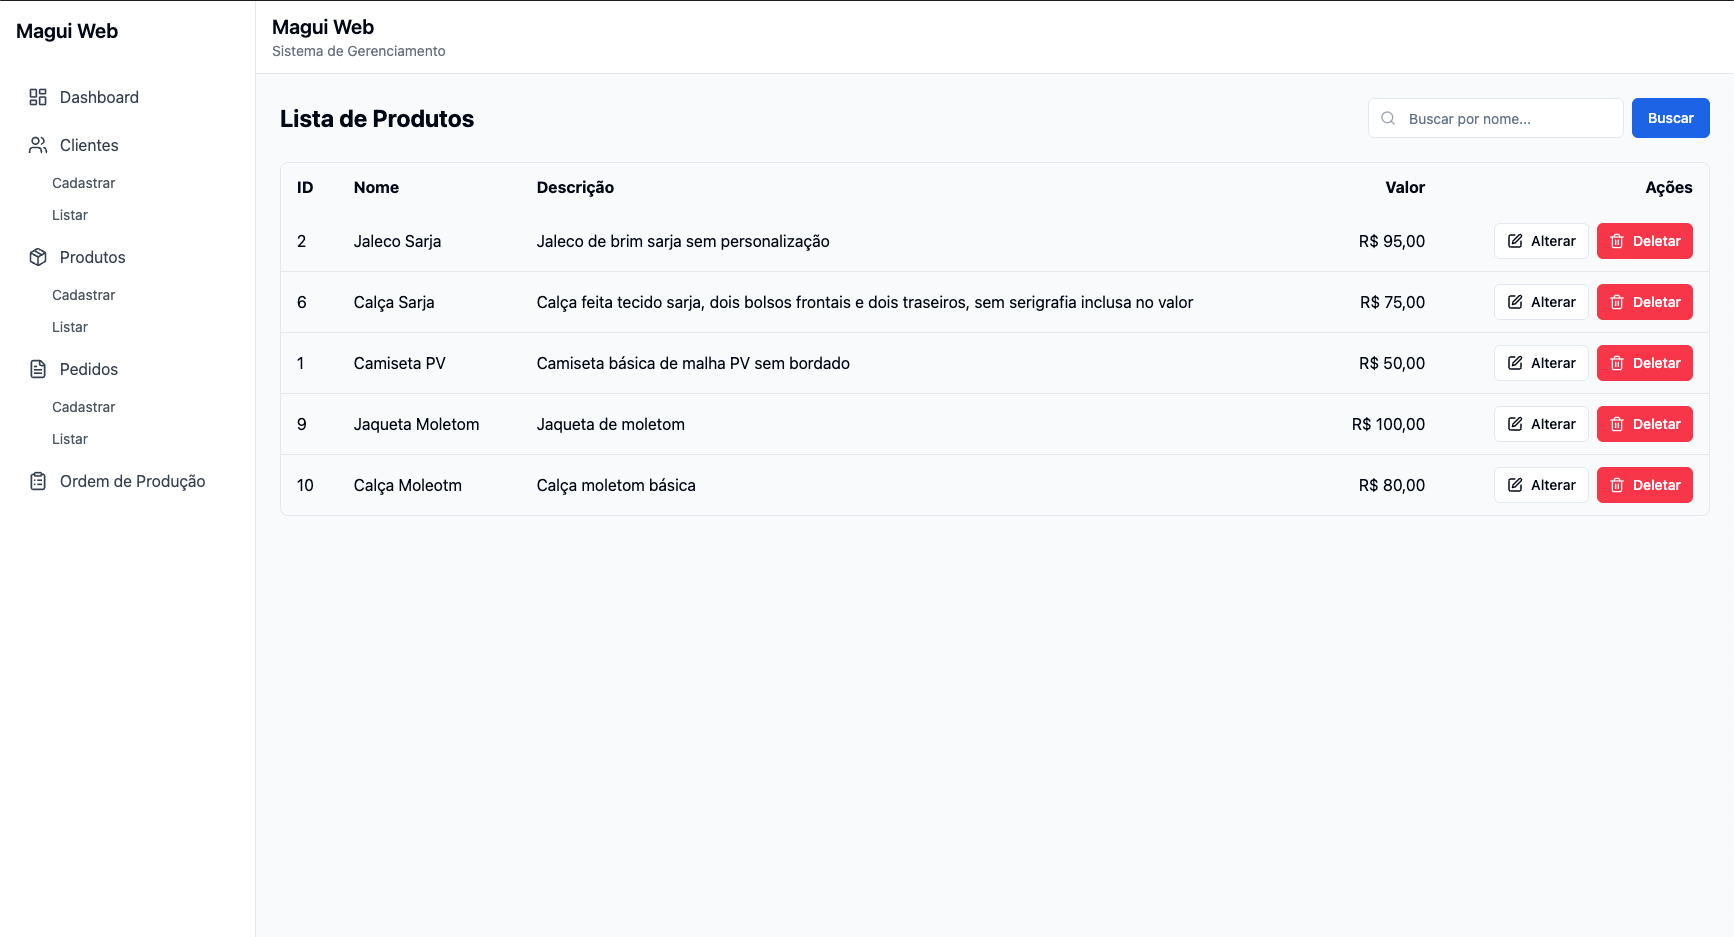 Magui Web
Dashboard
Clientes
Cadastrar
Listar
Produtos
Cadastrar
Listar
Pedidos
Cadastrar
Listar
Ordem de Produção
Magui Web
Sistema de Gerenciamento
Lista de Produtos
Buscar por nome... Buscar
ID Nome Descrição Valor Ações
2 Jaleco Sarja Jaleco de brim sarja sem personalização R$ 95,00 Alterar Deletar
6 Calça Sarja Calça feita tecido sarja, dois bolsos frontais e dois traseiros, sem serigrafia inclusa no valor R$ 75,00 Alterar Deletar
1 Camiseta PV Camiseta básica de malha PV sem bordado R$ 50,00 Alterar Deletar
9 Jaqueta Moletom Jaqueta de moletom R$ 100,00 Alterar Deletar
10 Calça Moleotm Calça moletom básica R$ 80,00 Alterar Deletar